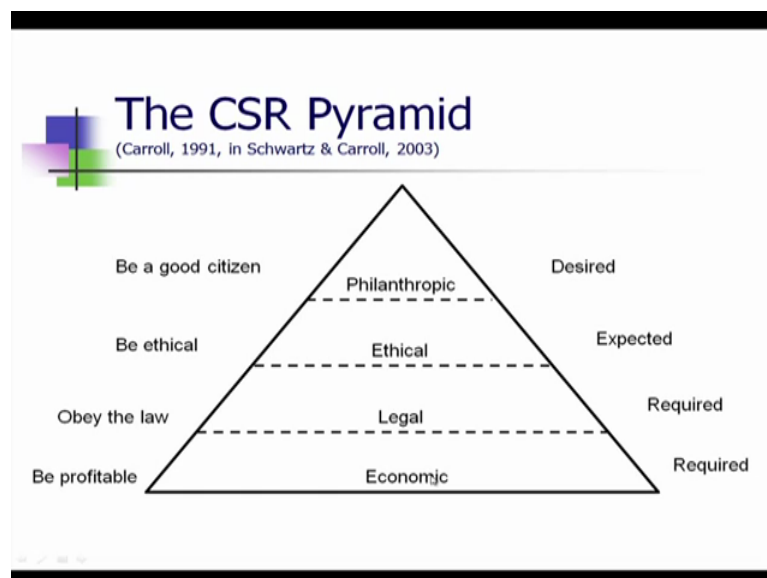 The CSR Pyramid
(Carroll, 1991, in Schwartz & Carroll, 2003)
Be a good citizen
Philanthropic
Desired
Be ethical
Ethical
Expected
Obey the law
Legal
Required
Be profitable
Economic
Required